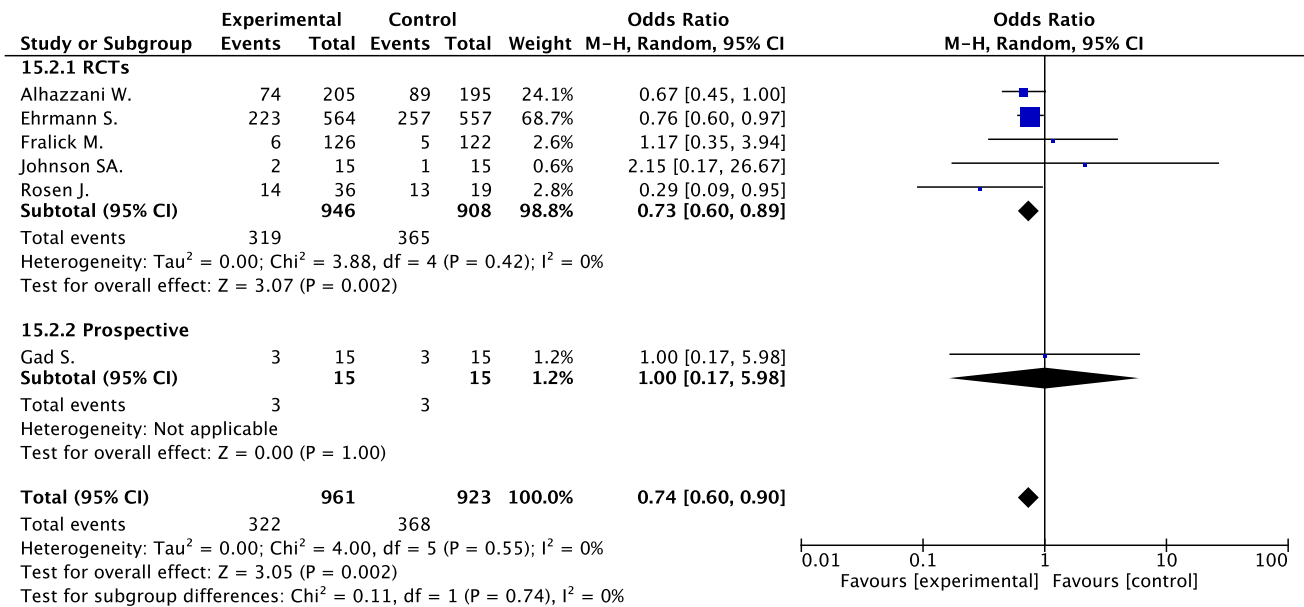 Experimental Control Odds Ratio Odds Ratio
Study or Subgroup Events Total Events Total Weight M-H, Random, 95% CI M-H, Random, 95% CI
15.2.1 RCTs
Alhazzani W. 74 205 89 195 24.1% 0.67 [0.45, 1.00]
Ehrmann S. 223 564 257 557 68.7% 0.76 [0.60, 0.97]
Fralick M. 6 126 5 122 2.6% 1.17 [0.35, 3.94]
Johnson SA. 2 15 1 15 0.6% 2.15 [0.17, 26.67]
Rosen J. 14 36 13 19 2.8% 0.29 [0.09, 0.95]
Subtotal (95% CI) 946 908 98.8% 0.73 [0.60, 0.89]
Total events 319 365
Heterogeneity: Tau² = 0.00; Chi² = 3.88, df = 4 (P = 0.42); I² = 0%
Test for overall effect: Z = 3.07 (P = 0.002)
15.2.2 Prospective
Gad S. 3 15 3 15 1.2% 1.00 [0.17, 5.98]
Subtotal (95% CI) 15 15 1.2% 1.00 [0.17, 5.98]
Total events 3 3
Heterogeneity: Not applicable
Test for overall effect: Z = 0.00 (P = 1.00)
Total (95% CI) 961 923 100.0% 0.74 [0.60, 0.90]
Total events 322 368
Heterogeneity: Tau² = 0.00; Chi² = 4.00, df = 5 (P = 0.55); I² = 0%
Test for overall effect: Z = 3.05 (P = 0.002)
Test for subgroup differences: Chi² = 0.11, df = 1 (P = 0.74), I² = 0%
0.01 0.1 1 10 100
Favours [experimental] Favours [control]